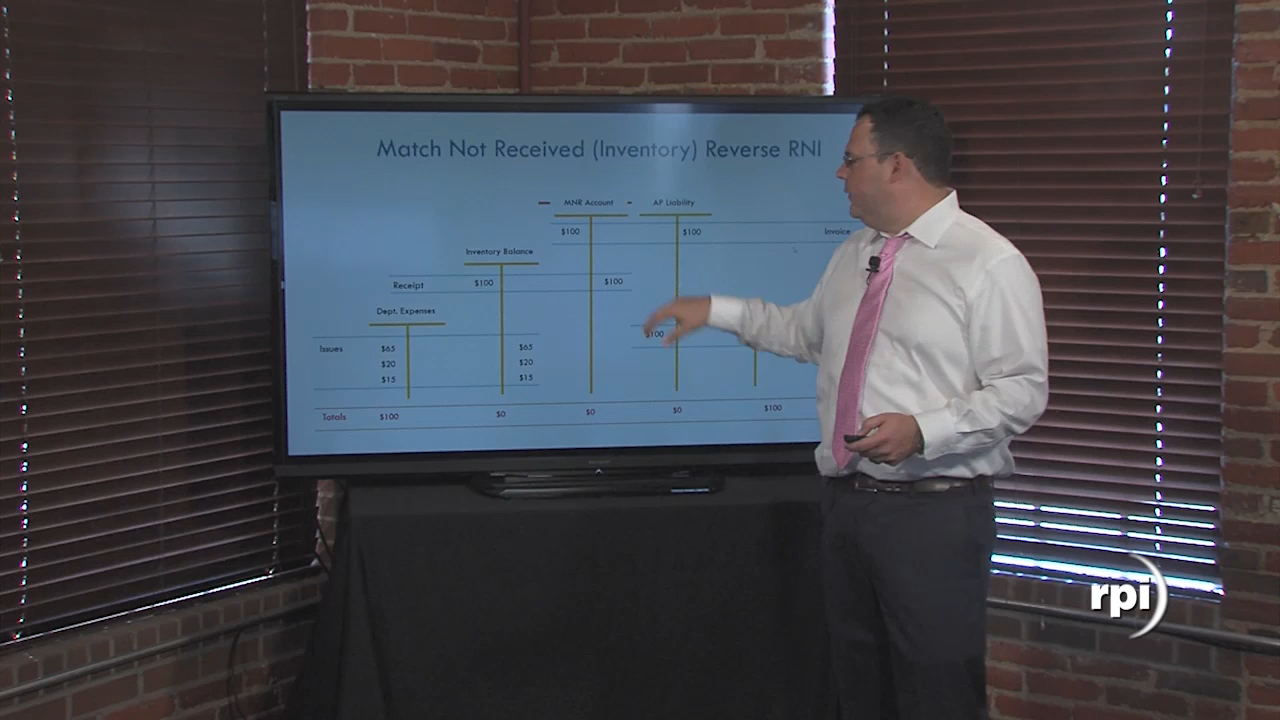 Match Not Received (Inventory) Reverse RNI
MNR Account - AP Liability
$100 $100 Invoice
Inventory Balance
Receipt $100 $100
Dept. Expenses
$100
Issues $65 $65
$20 $20
$15 $15
Totals $100 $0 $0 $0 $100
rpi